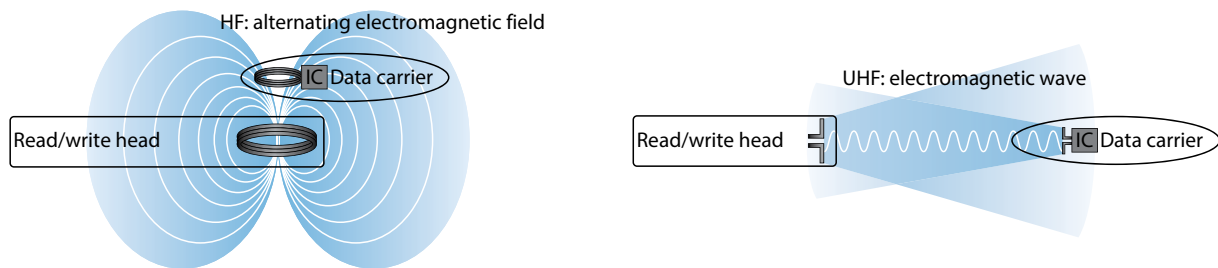 HF: alternating electromagnetic field
IC Data carrier
Read/write head
UHF: electromagnetic wave
Read/write head
IC Data carrier